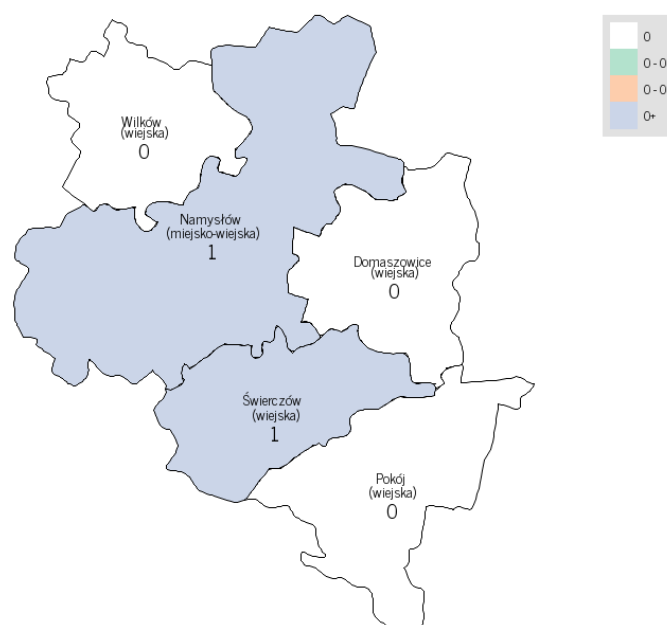 0
0 - 0
0 - 0
0+
Wilków
(wiejska)
0
Namysłów
(miejsko-wiejska)
1
Domaszowice
(wiejska)
0
Świerczów
(wiejska)
1
Pokój
(wiejska)
0